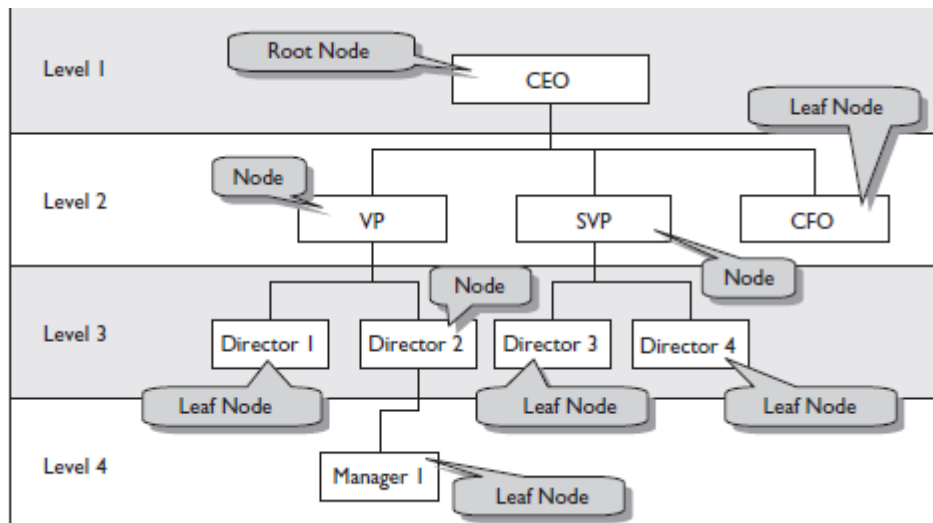 Level 1
Root Node
CEO
Leaf Node
Level 2
Node
VP
SVP
CFO
Node
Level 3
Node
Director 1
Director 2
Director 3
Director 4
Leaf Node
Leaf Node
Leaf Node
Level 4
Manager 1
Leaf Node